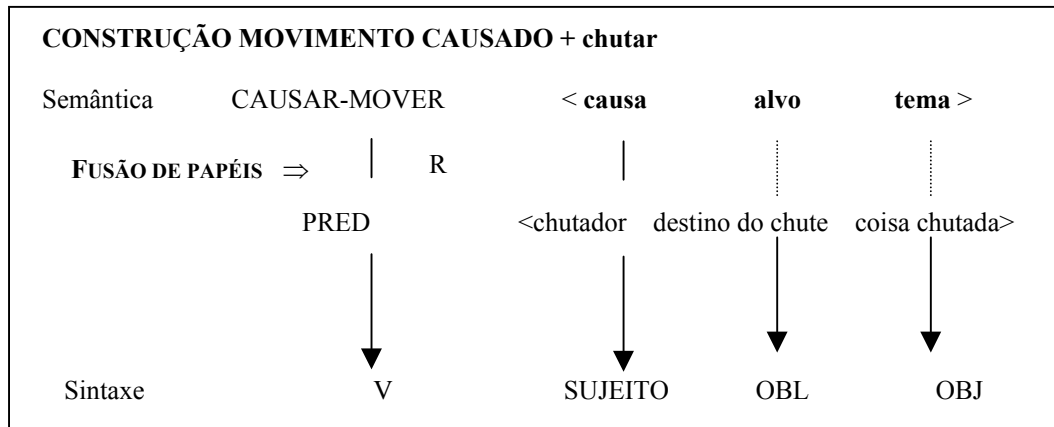 CONSTRUÇÃO MOVIMENTO CAUSADO + chutar
Semântica CAUSAR-MOVER < causa alvo tema >
FUSÃO DE PAPÉIS ⇒ R
PRED <chutador destino do chute coisa chutada>
Sintaxe V SUJEITO OBL OBJ